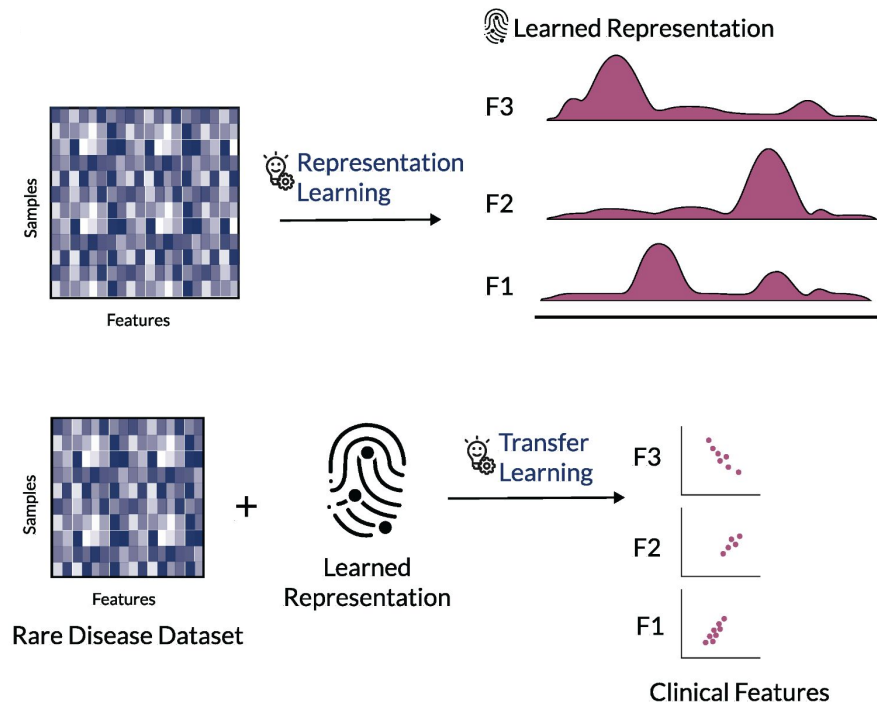 Learned Representation
F3
Samples
Representation
Learning
F2
F1
Features
Transfer
Learning
F3
Samples
+
F2
Learned
Representation
Features
F1
Rare Disease Dataset
Clinical Features